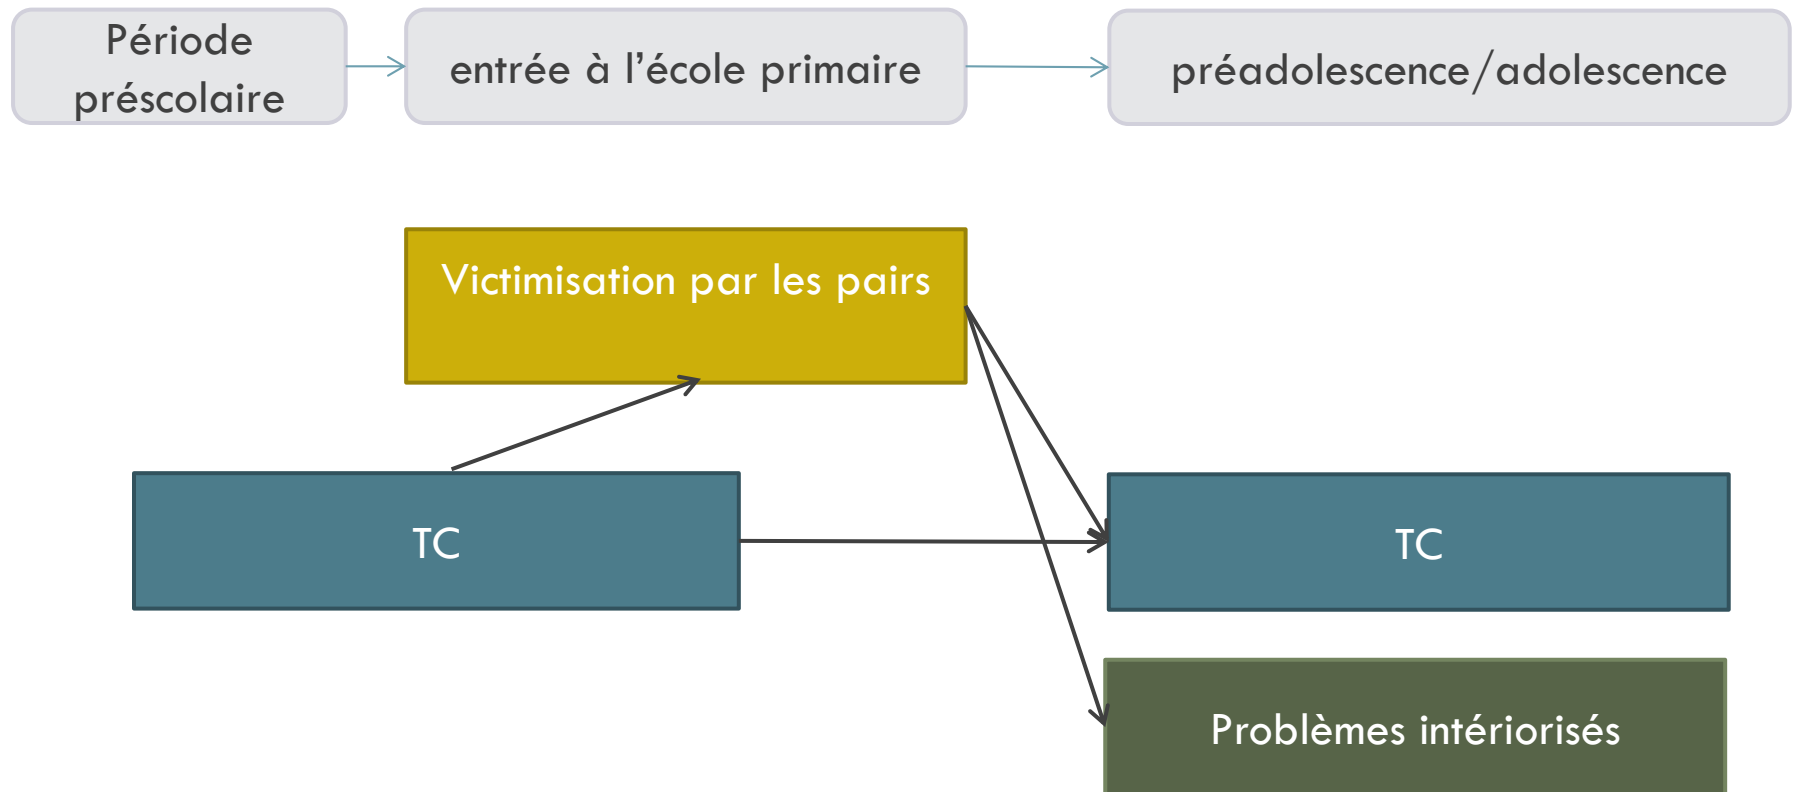 Période
préscolaire
entrée à l’école primaire
préadolescence/adolescence
Victimisation par les pairs
TC
TC
Problèmes intériorisés